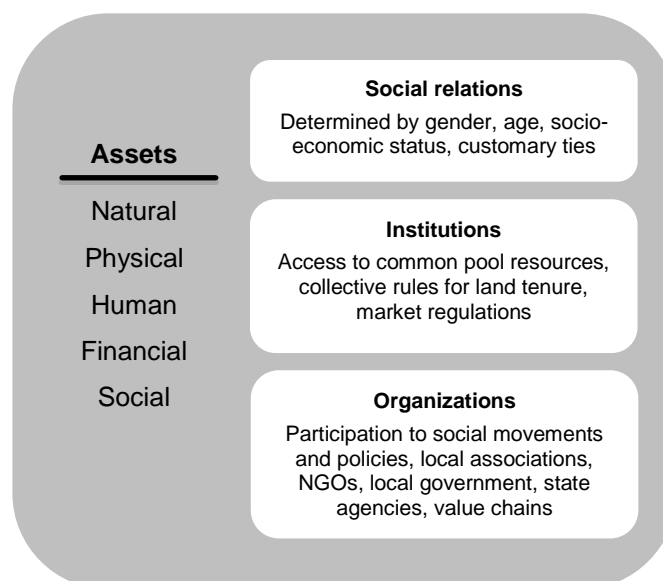 Assets
Natural
Physical
Human
Financial
Social
Social relations
Determined by gender, age, socio-
economic status, customary ties
Institutions
Access to common pool resources,
collective rules for land tenure,
market regulations
Organizations
Participation to social movements
and policies, local associations,
NGOs, local government, state
agencies, value chains